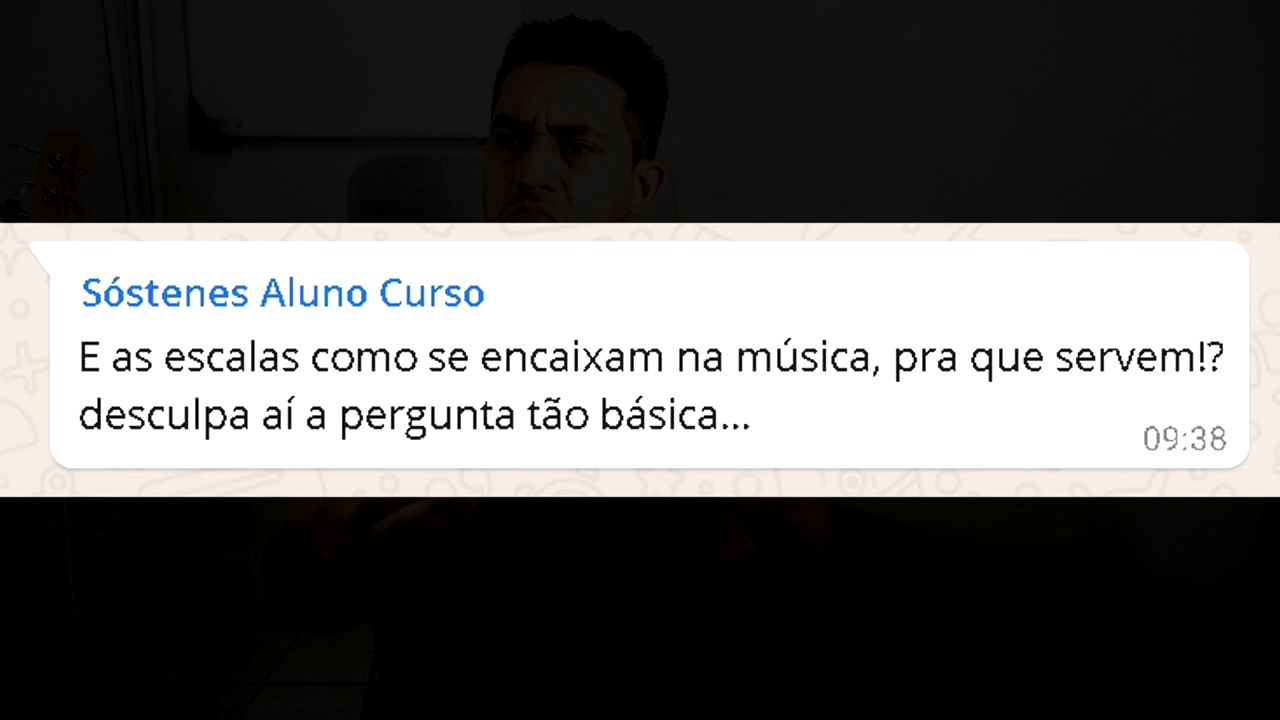 Sóstenes Aluno Curso
E as escalas como se encaixam na música, pra que servem!?
desculpa aí a pergunta tão básica...
09:38